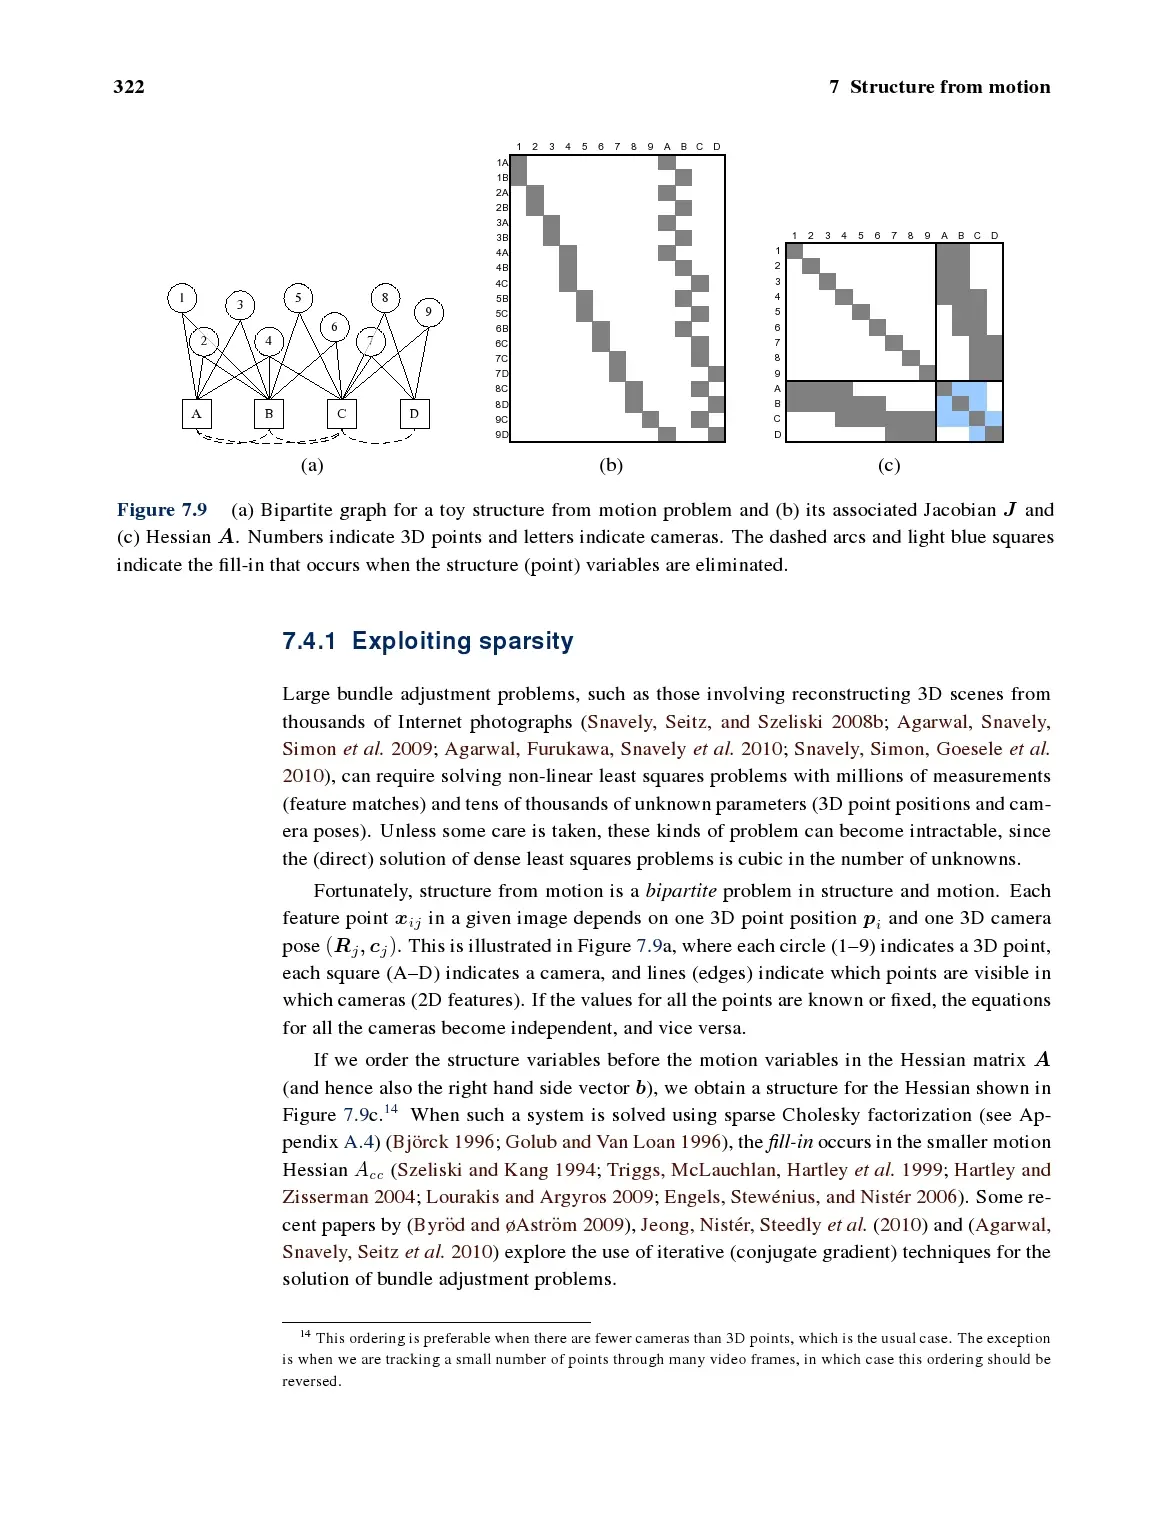 322
7 Structure from motion
1 2 3 4 5 6 7 8 9 A B C D
1A
1B
2A
2B
3A
3B
4A
4B
4C
5B
5C
6B
6C
7C
7D
8C
8D
9C
9D
1 2 3 4 5 6 7 8 9 A B C D
1
2
3
4
5
6
7
8
9
A
B
C
D
1 3 5 8 9
2 4 6 7
A B C D
(a) (b) (c)
Figure 7.9 (a) Bipartite graph for a toy structure from motion problem and (b) its associated Jacobian J and
(c) Hessian A. Numbers indicate 3D points and letters indicate cameras. The dashed arcs and light blue squares
indicate the fill-in that occurs when the structure (point) variables are eliminated.
7.4.1 Exploiting sparsity
Large bundle adjustment problems, such as those involving reconstructing 3D scenes from
thousands of Internet photographs (Snavely, Seitz, and Szeliski 2008b; Agarwal, Snavely,
Simon et al. 2009; Agarwal, Furukawa, Snavely et al. 2010; Snavely, Simon, Goesele et al.
2010), can require solving non-linear least squares problems with millions of measurements
(feature matches) and tens of thousands of unknown parameters (3D point positions and cam-
era poses). Unless some care is taken, these kinds of problem can become intractable, since
the (direct) solution of dense least squares problems is cubic in the number of unknowns.
Fortunately, structure from motion is a bipartite problem in structure and motion. Each
feature point x_ij in a given image depends on one 3D point position p_i and one 3D camera
pose (R_j, c_j). This is illustrated in Figure 7.9a, where each circle (1–9) indicates a 3D point,
each square (A–D) indicates a camera, and lines (edges) indicate which points are visible in
which cameras (2D features). If the values for all the points are known or fixed, the equations
for all the cameras become independent, and vice versa.
If we order the structure variables before the motion variables in the Hessian matrix A
(and hence also the right hand side vector b), we obtain a structure for the Hessian shown in
Figure 7.9c.14 When such a system is solved using sparse Cholesky factorization (see Ap-
pendix A.4) (Björck 1996; Golub and Van Loan 1996), the fill-in occurs in the smaller motion
Hessian A_cc (Szeliski and Kang 1994; Triggs, McLauchlan, Hartley et al. 1999; Hartley and
Zisserman 2004; Lourakis and Argyros 2009; Engels, Stewénius, and Nistér 2006). Some re-
cent papers by (Byröd and øAström 2009), Jeong, Nistér, Steedly et al. (2010) and (Agarwal,
Snavely, Seitz et al. 2010) explore the use of iterative (conjugate gradient) techniques for the
solution of bundle adjustment problems.
14 This ordering is preferable when there are fewer cameras than 3D points, which is the usual case. The exception
is when we are tracking a small number of points through many video frames, in which case this ordering should be
reversed.